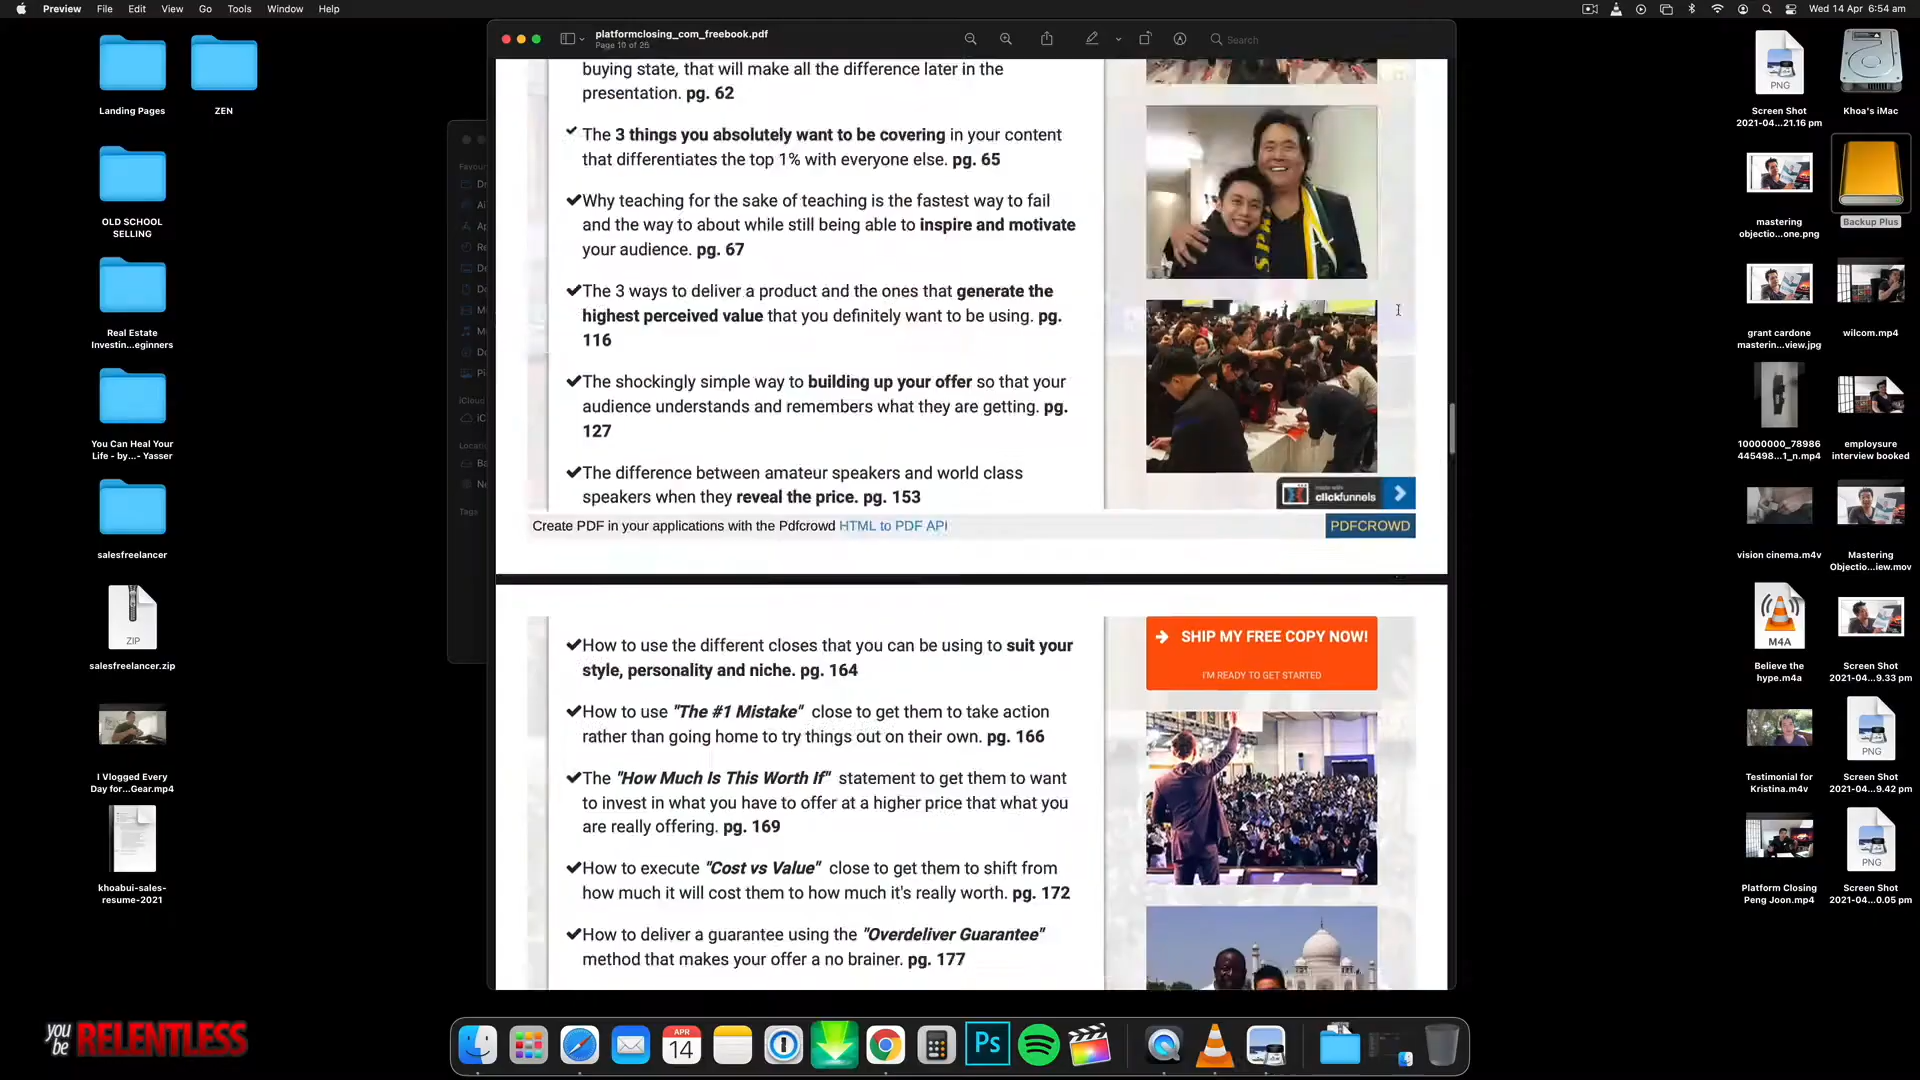 Preview File Edit View Go Tools Window Help
Wed 14 Apr 6:54 am
platformclosing_com_freebook.pdf
Page 10 of 25
Search
Landing Pages
ZEN
OLD SCHOOL
SELLING
Real Estate
Investin...eginners
You Can Heal Your
Life - by...- Yasser
salesfreelancer
ZIP
salesfreelancer.zip
I Vlogged Every
Day for...Gear.mp4
khoabui-sales-
resume-2021
you be RELENTLESS
buying state, that will make all the difference later in the
presentation. pg. 62
The 3 things you absolutely want to be covering in your content
that differentiates the top 1% with everyone else. pg. 65
Why teaching for the sake of teaching is the fastest way to fail
and the way to about while still being able to inspire and motivate
your audience. pg. 67
The 3 ways to deliver a product and the ones that generate the
highest perceived value that you definitely want to be using. pg.
116
The shockingly simple way to building up your offer so that your
audience understands and remembers what they are getting. pg.
127
The difference between amateur speakers and world class
speakers when they reveal the price. pg. 153
clickfunnels
Create PDF in your applications with the Pdfcrowd HTML to PDF API
PDFCROWD
How to use the different closes that you can be using to suit your
style, personality and niche. pg. 164
How to use "The #1 Mistake" close to get them to take action
rather than going home to try things out on their own. pg. 166
The "How Much Is This Worth If" statement to get them to want
to invest in what you have to offer at a higher price that what you
are really offering. pg. 169
How to execute "Cost vs Value" close to get them to shift from
how much it will cost them to how much it's really worth. pg. 172
How to deliver a guarantee using the "Overdeliver Guarantee"
method that makes your offer a no brainer. pg. 177
SHIP MY FREE COPY NOW!
I'M READY TO GET STARTED
PNG
Screen Shot
2021-04...21.16 pm
Khoa's iMac
mastering
objectio...one.png
Backup Plus
grant cardone
masterin...view.jpg
wilcom.mp4
10000000_78986
445498...1_n.mp4
employsure
interview booked
vision cinema.m4v
Mastering
Objectio...iew.mov
M4A
Believe the
hype.m4a
Screen Shot
2021-04...9.33 pm
Testimonial for
Kristina.m4v
PNG
Screen Shot
2021-04...9.42 pm
Platform Closing
Peng Joon.mp4
PNG
Screen Shot
2021-04...0.05 pm
APR
14
Ps